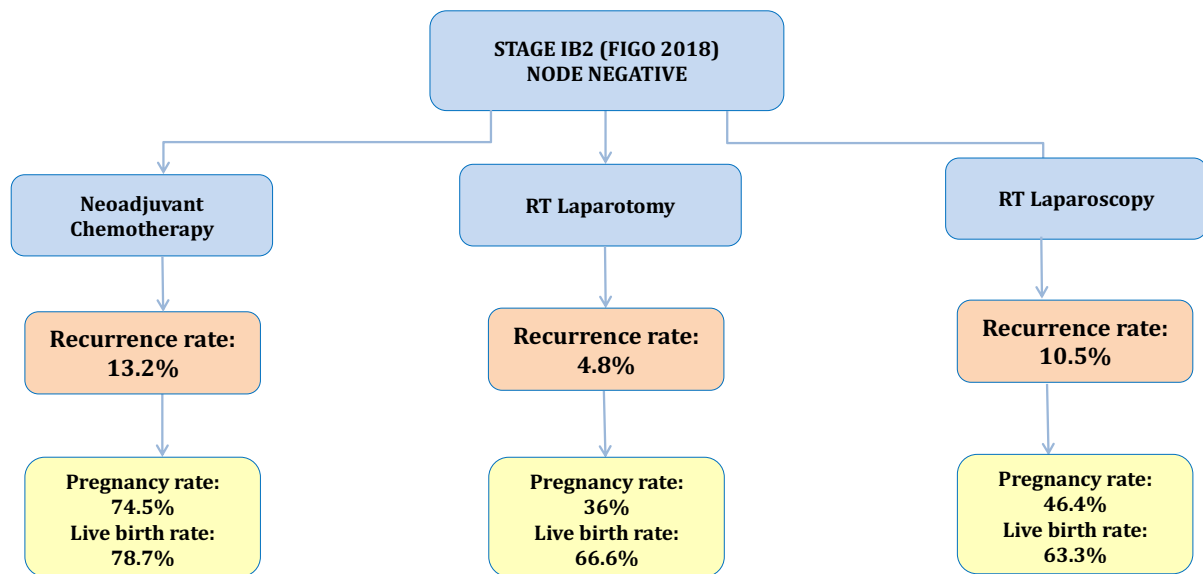 STAGE IB2 (FIGO 2018)
NODE NEGATIVE
Neoadjuvant
Chemotherapy
RT Laparotomy
RT Laparoscopy
Recurrence rate:
13.2%
Recurrence rate:
4.8%
Recurrence rate:
10.5%
Pregnancy rate:
74.5%
Live birth rate:
78.7%
Pregnancy rate:
36%
Live birth rate:
66.6%
Pregnancy rate:
46.4%
Live birth rate:
63.3%